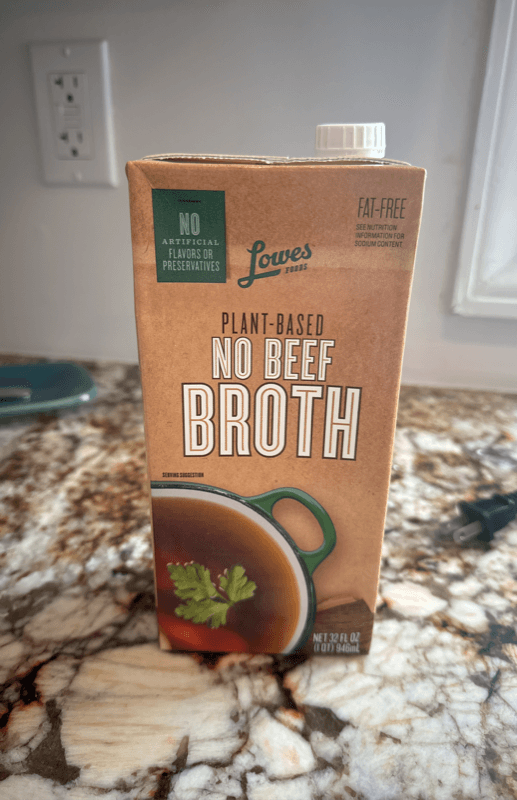 NO
ARTIFICIAL
FLAVORS OR
PRESERVATIVES
FAT-FREE
SEE NUTRITION
INFORMATION FOR
SODIUM CONTENT
Lowes
FOODS
PLANT-BASED
NO BEEF
BROTH
SERVING SUGGESTION
NET 32 FL OZ
(1 QT) 946mL